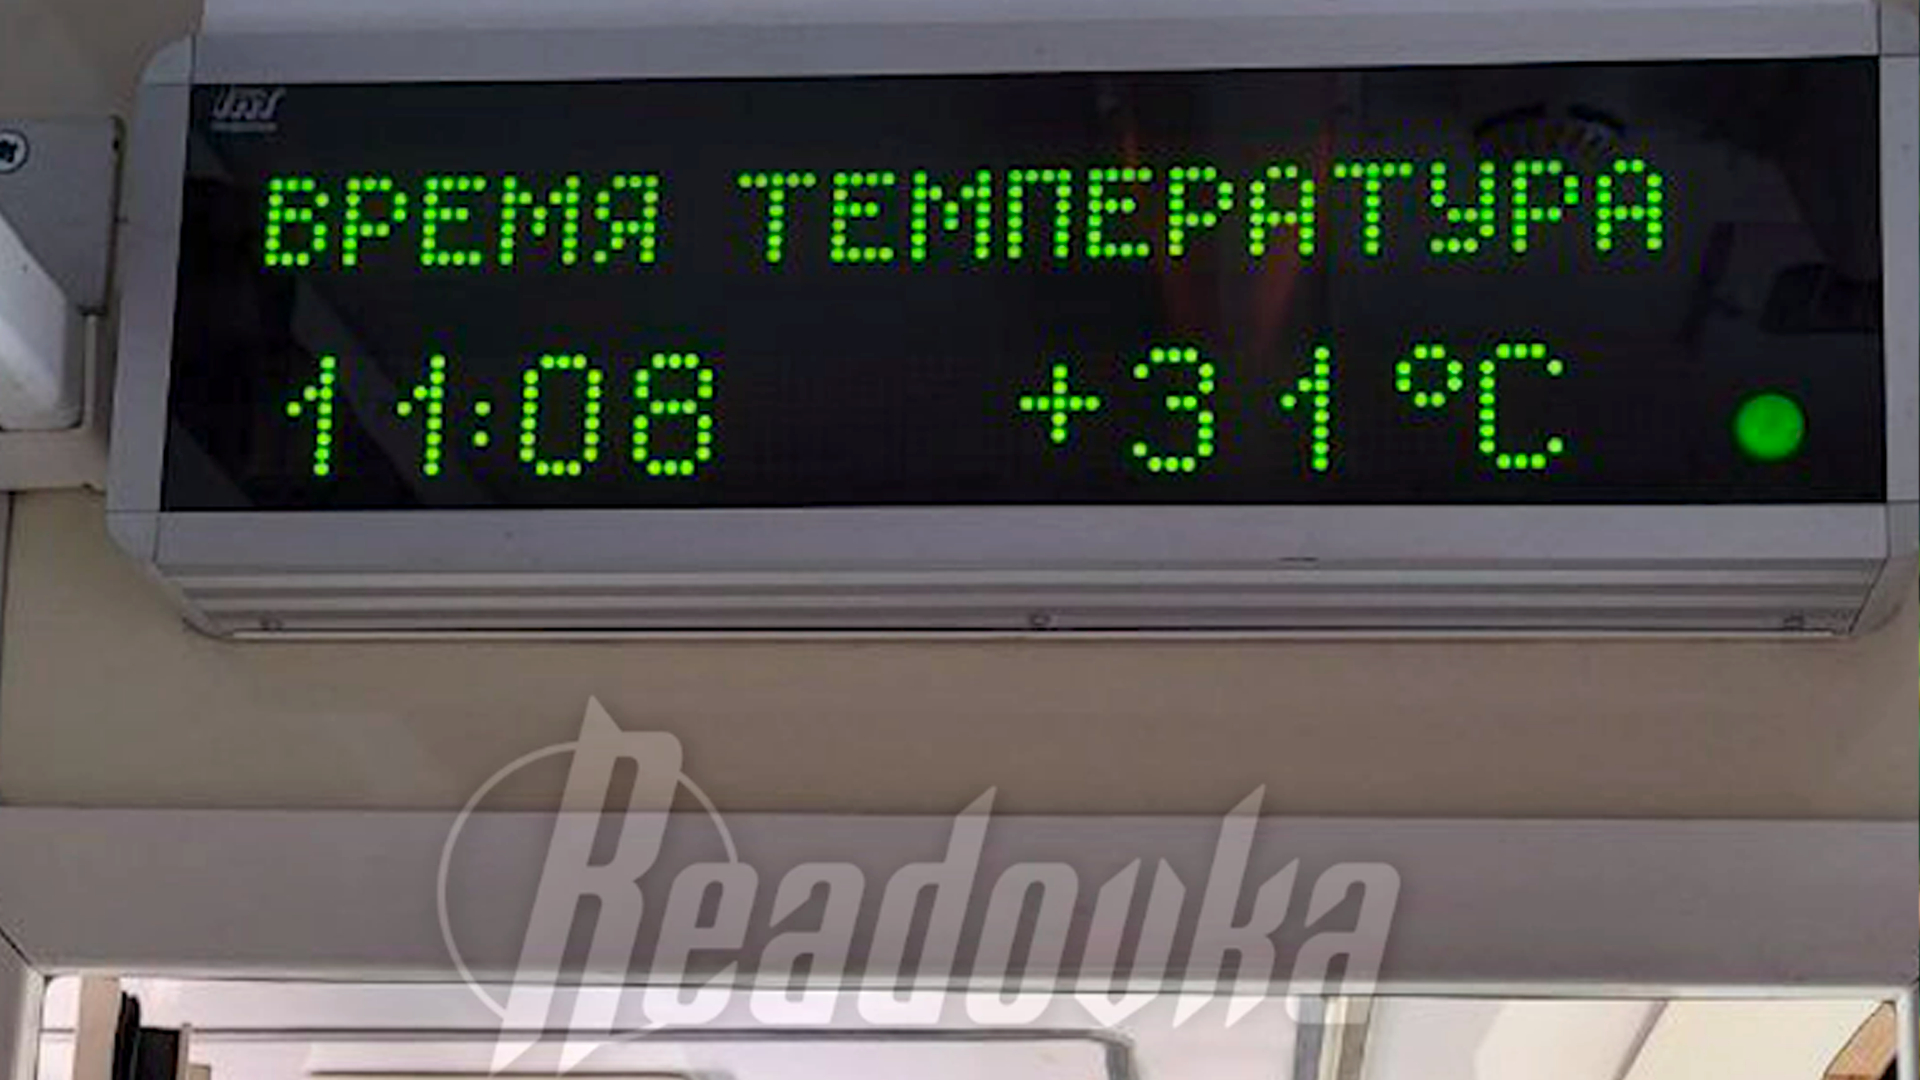 ВРЕМЯ ТЕМПЕРАТУРА
11:08 +31°C
Readovka